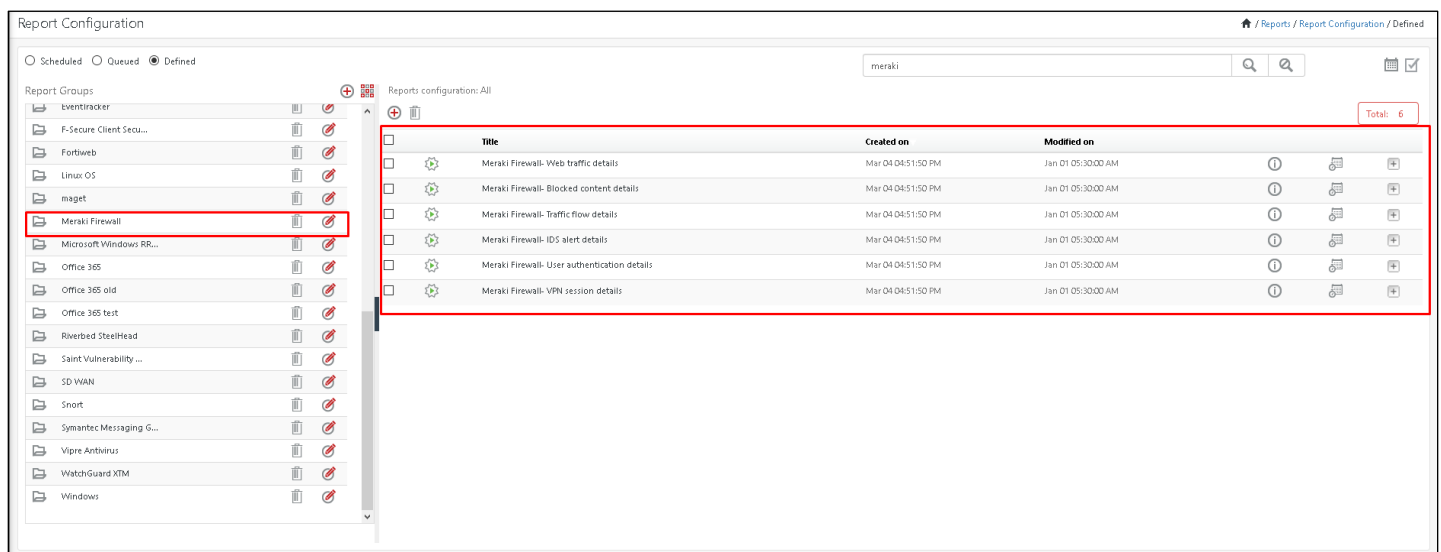 Report Configuration
/ Reports / Report Configuration / Defined
Scheduled Queued Defined
meraki
Report Groups
Reports configuration: All
Total: 6
EventTracker
F-Secure Client Secu...
Fortiweb
Linux OS
maget
Meraki Firewall
Microsoft Windows RR...
Office 365
Office 365 old
Office 365 test
Riverbed SteelHead
Saint Vulnerability ...
SD WAN
Snort
Symantec Messaging G...
Vipre Antivirus
WatchGuard XTM
Windows
Title Created on Modified on
Meraki Firewall- Web traffic details Mar 04 04:51:50 PM Jan 01 05:30:00 AM
Meraki Firewall- Blocked content details Mar 04 04:51:50 PM Jan 01 05:30:00 AM
Meraki Firewall- Traffic flow details Mar 04 04:51:50 PM Jan 01 05:30:00 AM
Meraki Firewall- IDS alert details Mar 04 04:51:50 PM Jan 01 05:30:00 AM
Meraki Firewall- User authentication details Mar 04 04:51:50 PM Jan 01 05:30:00 AM
Meraki Firewall- VPN session details Mar 04 04:51:50 PM Jan 01 05:30:00 AM